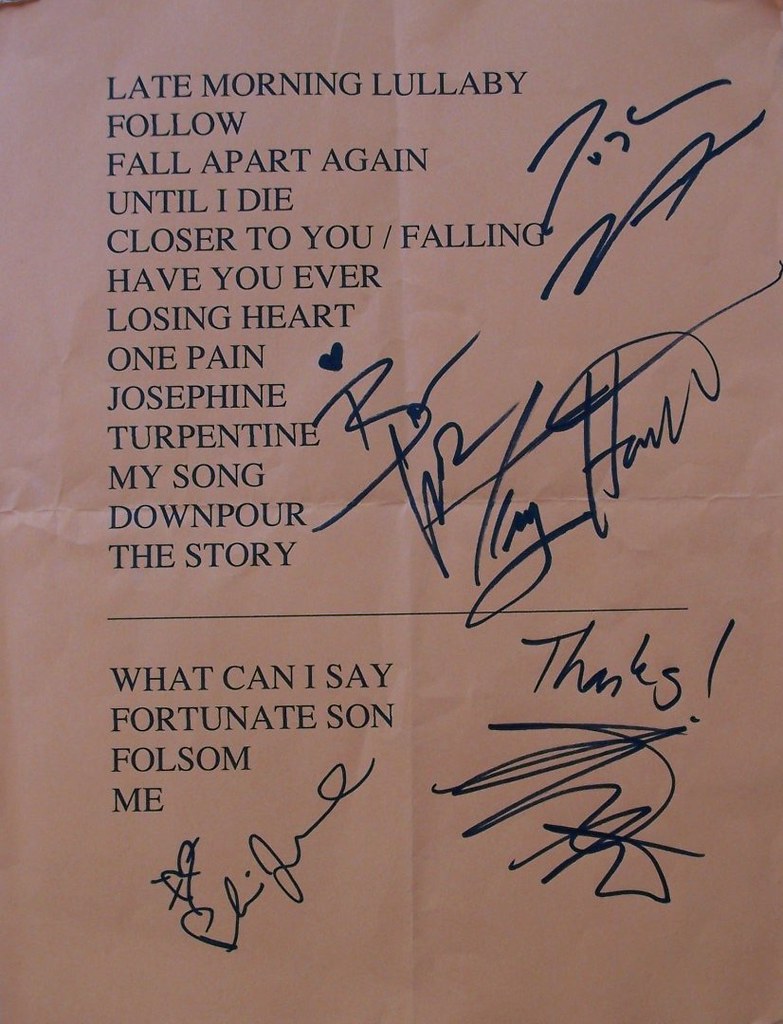 LATE MORNING LULLABY
FOLLOW
FALL APART AGAIN
UNTIL I DIE
CLOSER TO YOU / FALLING
HAVE YOU EVER
LOSING HEART
ONE PAIN
JOSEPHINE
TURPENTINE
MY SONG
DOWNPOUR
THE STORY
Thanks!
WHAT CAN I SAY
FORTUNATE SON
FOLSOM
ME